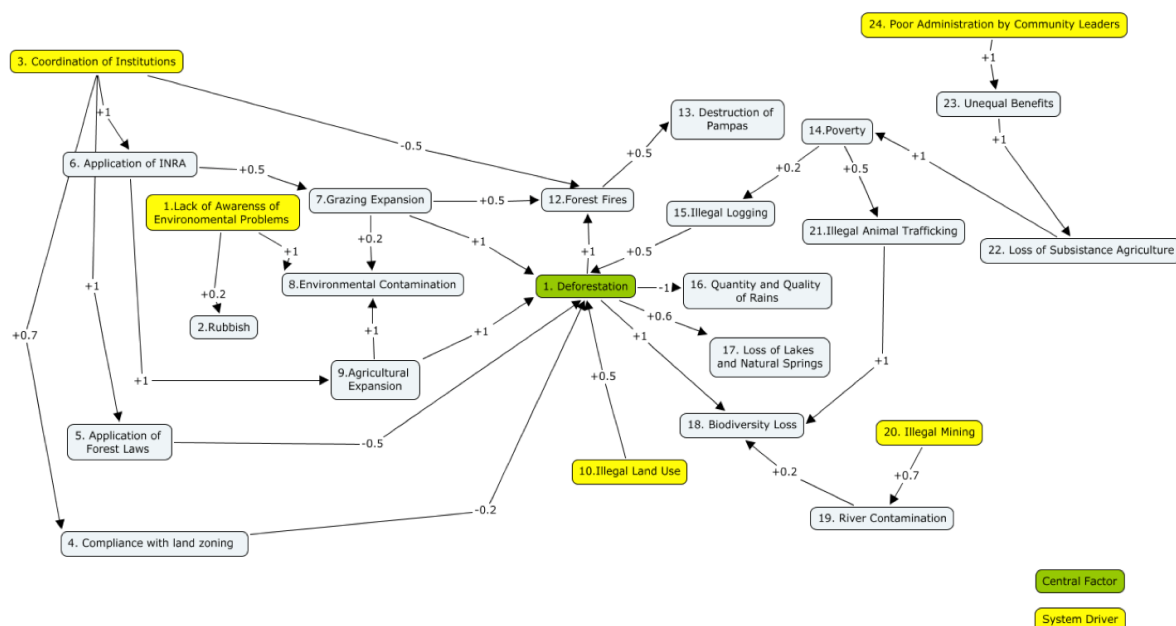 24. Poor Administration by Community Leaders
3. Coordination of Institutions
+1
23. Unequal Benefits
13. Destruction of
Pampas
+1
14.Poverty
+1
-0.5
+0.5
+1
6. Application of INRA
+0.5
+0.2
+0.5
7.Grazing Expansion
+0.5
12.Forest Fires
1.Lack of Awarenss of
Environomental Problems
15.Illegal Logging
21.Illegal Animal Trafficking
22. Loss of Subsistance Agriculture
+1
+0.2
+1
+1
+0.5
8.Environmental Contamination
1. Deforestation
-1
16. Quantity and Quality
of Rains
+0.2
2.Rubbish
+0.7
+1
+1
+1
+0.6
17. Loss of Lakes
and Natural Springs
+1
9.Agricultural
Expansion
+1
+0.5
+1
5. Application of
Forest Laws
-0.5
18. Biodiversity Loss
20. Illegal Mining
10.Illegal Land Use
+0.2
+0.7
-0.2
19. River Contamination
4. Compliance with land zoning
Central Factor
System Driver